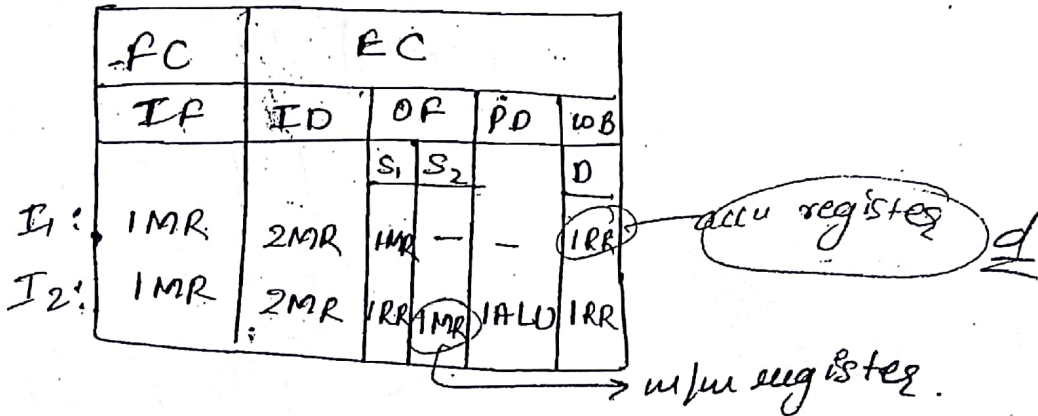 FC EC
IF ID OF PD WB
S₁ S₂ D
I₁: 1MR 2MR 1MR — — 1RR accu register d
I₂: 1MR 2MR 1RR 1MR 1ALU 1RR
m/m register.